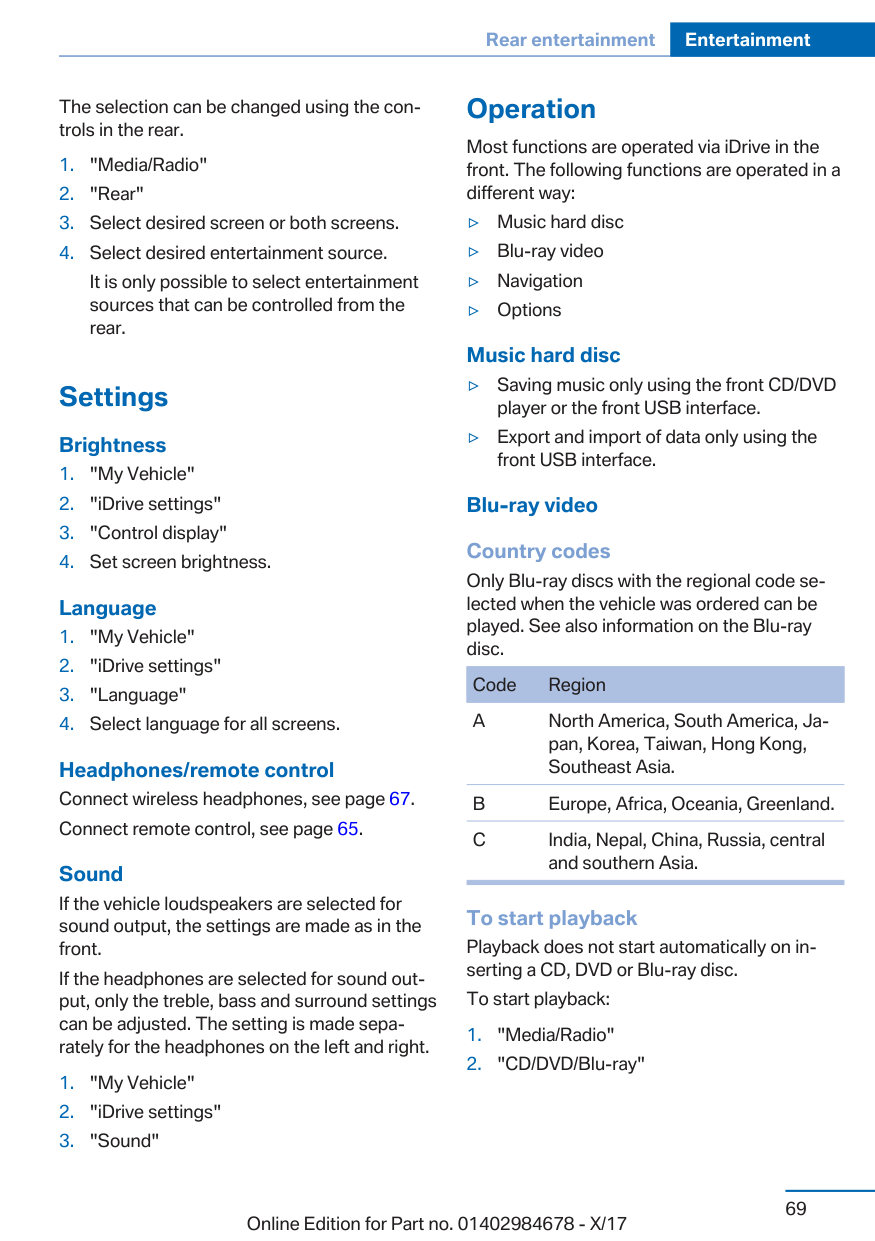 Rear entertainment Entertainment
The selection can be changed using the con-
trols in the rear.
1. "Media/Radio"
2. "Rear"
3. Select desired screen or both screens.
4. Select desired entertainment source.
It is only possible to select entertainment
sources that can be controlled from the
rear.
Settings
Brightness
1. "My Vehicle"
2. "iDrive settings"
3. "Control display"
4. Set screen brightness.
Language
1. "My Vehicle"
2. "iDrive settings"
3. "Language"
4. Select language for all screens.
Headphones/remote control
Connect wireless headphones, see page 67.
Connect remote control, see page 65.
Sound
If the vehicle loudspeakers are selected for
sound output, the settings are made as in the
front.
If the headphones are selected for sound out-
put, only the treble, bass and surround settings
can be adjusted. The setting is made sepa-
rately for the headphones on the left and right.
1. "My Vehicle"
2. "iDrive settings"
3. "Sound"
Operation
Most functions are operated via iDrive in the
front. The following functions are operated in a
different way:
▷ Music hard disc
▷ Blu-ray video
▷ Navigation
▷ Options
Music hard disc
▷ Saving music only using the front CD/DVD
player or the front USB interface.
▷ Export and import of data only using the
front USB interface.
Blu-ray video
Country codes
Only Blu-ray discs with the regional code se-
lected when the vehicle was ordered can be
played. See also information on the Blu-ray
disc.
Code Region
A North America, South America, Ja-
pan, Korea, Taiwan, Hong Kong,
Southeast Asia.
B Europe, Africa, Oceania, Greenland.
C India, Nepal, China, Russia, central
and southern Asia.
To start playback
Playback does not start automatically on in-
serting a CD, DVD or Blu-ray disc.
To start playback:
1. "Media/Radio"
2. "CD/DVD/Blu-ray"
69
Online Edition for Part no. 01402984678 - X/17